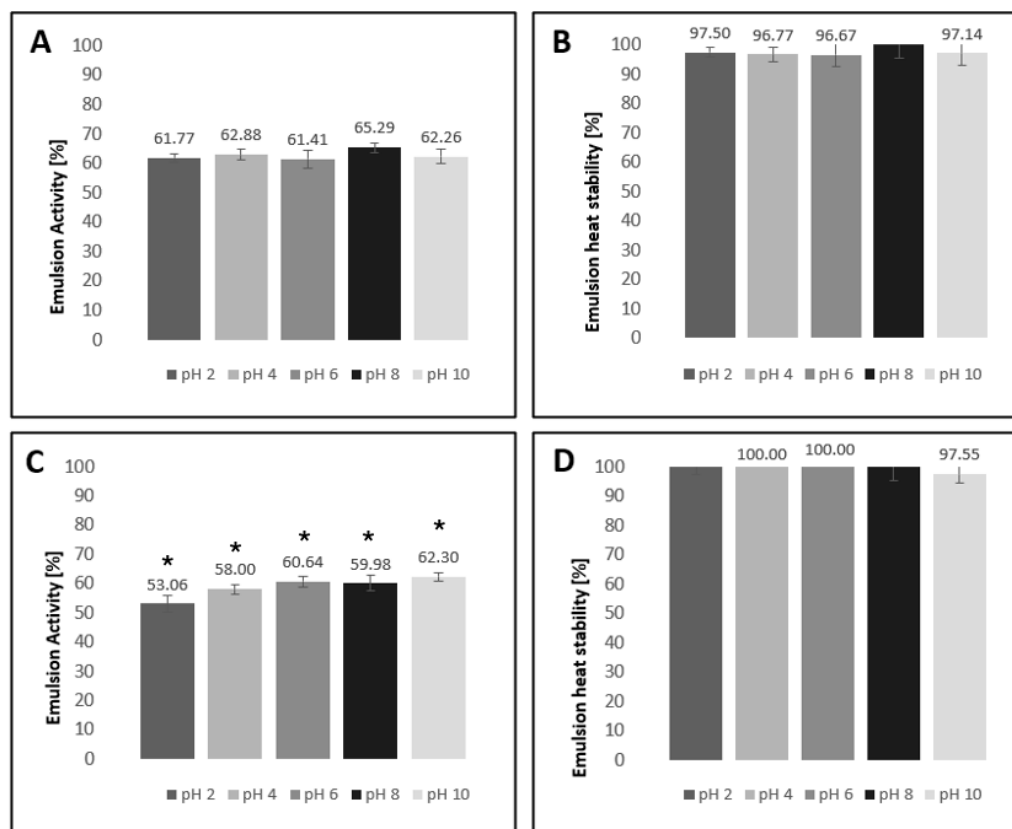 A
Emulsion Activity [%]
100
90
80
70
60
50
40
30
20
10
0
61.77 62.88 61.41 65.29 62.26
pH 2 pH 4 pH 6 pH 8 pH 10
B
Emulsion heat stability [%]
97.50 96.77 96.67 97.14
100
90
80
70
60
50
40
30
20
10
0
pH 2 pH 4 pH 6 pH 8 pH 10
C
Emulsion Activity [%]
100
90
80
70
60
50
40
30
20
10
0
* * * * *
53.06 58.00 60.64 59.98 62.30
pH 2 pH 4 pH 6 pH 8 pH 10
D
Emulsion heat stability [%]
100.00 100.00 97.55
100
90
80
70
60
50
40
30
20
10
0
pH 2 pH 4 pH 6 pH 8 pH 10